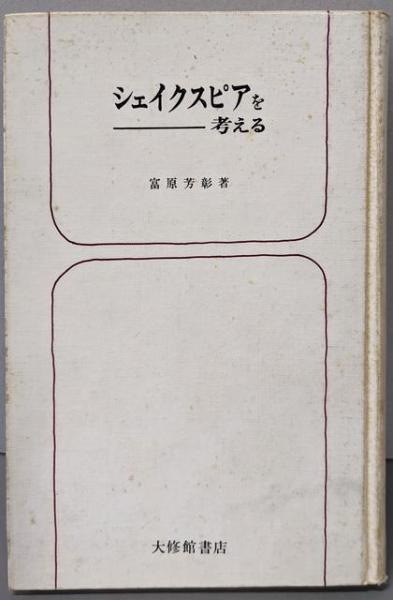 シェイクスピアを
考える
富原芳彰著
大修館書店